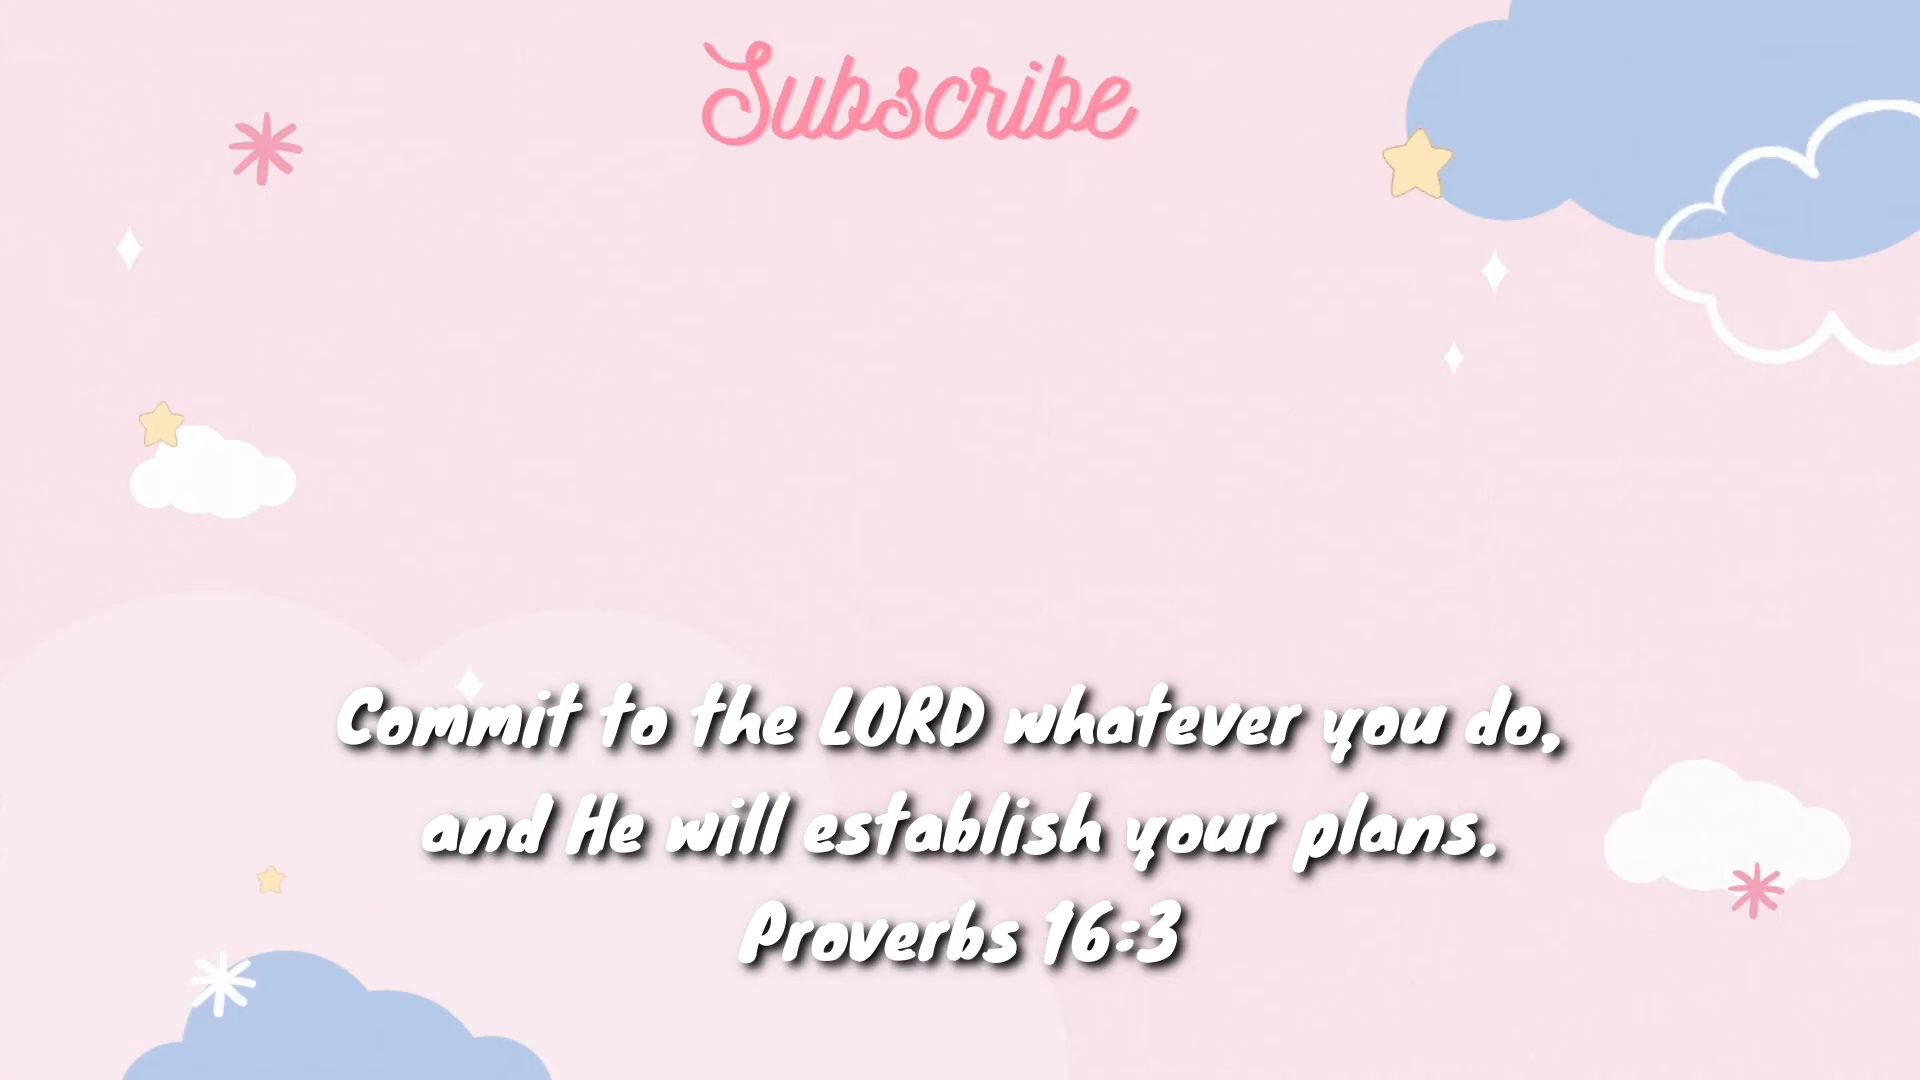 Subscribe
Commit to the LORD whatever you do,
and He will establish your plans.
Proverbs 16:3